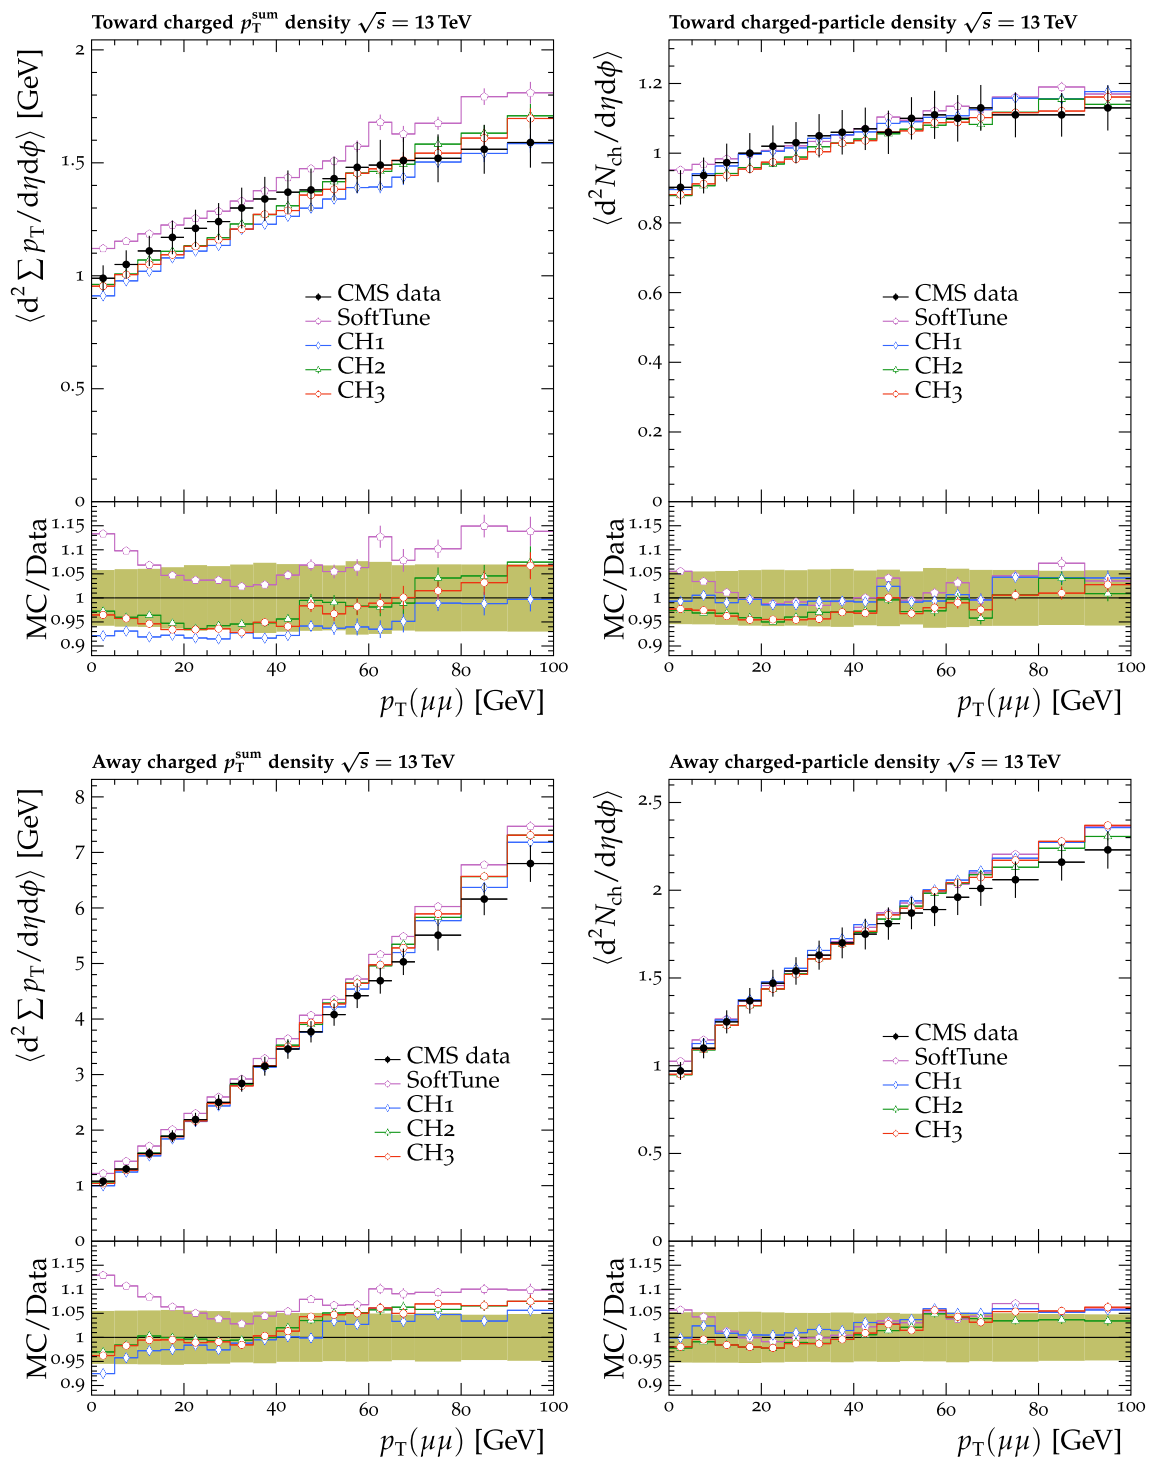 Toward charged p_T^sum density √s = 13 TeV
⟨d² ∑ p_T/dηdϕ⟩ [GeV]
2
1.5
1
0.5
0
CMS data
SoftTune
CH1
CH2
CH3
MC/Data
1.15
1.1
1.05
1
0.95
0.9
0 20 40 60 80 100
p_T(μμ) [GeV]
Toward charged-particle density √s = 13 TeV
⟨d²N_ch/dηdϕ⟩
1.2
1
0.8
0.6
0.4
0.2
0
CMS data
SoftTune
CH1
CH2
CH3
MC/Data
1.15
1.1
1.05
1
0.95
0.9
0 20 40 60 80 100
p_T(μμ) [GeV]
Away charged p_T^sum density √s = 13 TeV
⟨d² ∑ p_T/dηdϕ⟩ [GeV]
8
7
6
5
4
3
2
1
0
CMS data
SoftTune
CH1
CH2
CH3
MC/Data
1.15
1.1
1.05
1
0.95
0.9
0 20 40 60 80 100
p_T(μμ) [GeV]
Away charged-particle density √s = 13 TeV
⟨d²N_ch/dηdϕ⟩
2.5
2
1.5
1
0.5
0
CMS data
SoftTune
CH1
CH2
CH3
MC/Data
1.15
1.1
1.05
1
0.95
0.9
0 20 40 60 80 100
p_T(μμ) [GeV]